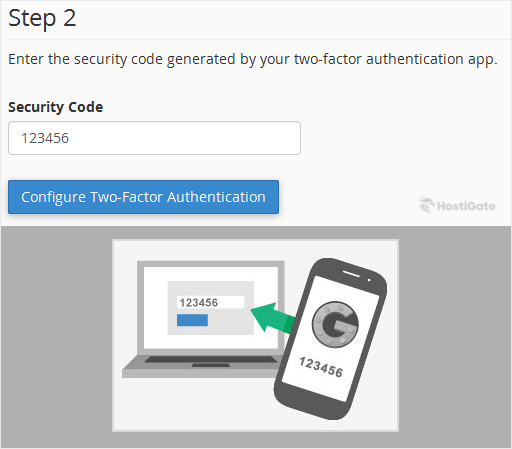 Step 2
Enter the security code generated by your two-factor authentication app.
Security Code
123456
Configure Two-Factor Authentication
HostiGate
123456
123456